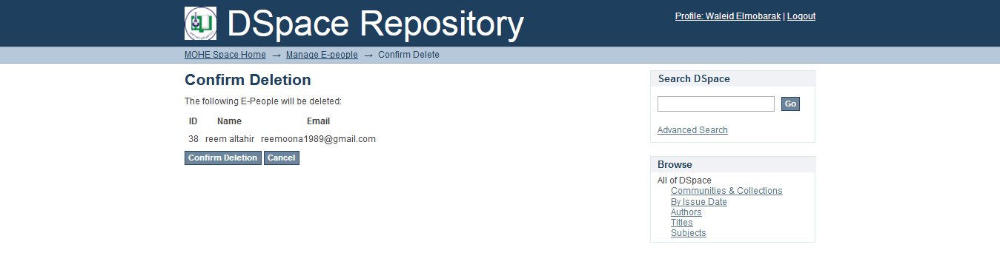 DSpace Repository
Profile: Waleid Elmobarak | Logout
MOHE Space Home → Manage E-people → Confirm Delete
Confirm Deletion
The following E-People will be deleted:
ID Name Email
38 reem altahir reemoona1989@gmail.com
Confirm Deletion Cancel
Search DSpace
Go
Advanced Search
Browse
All of DSpace
Communities & Collections
By Issue Date
Authors
Titles
Subjects